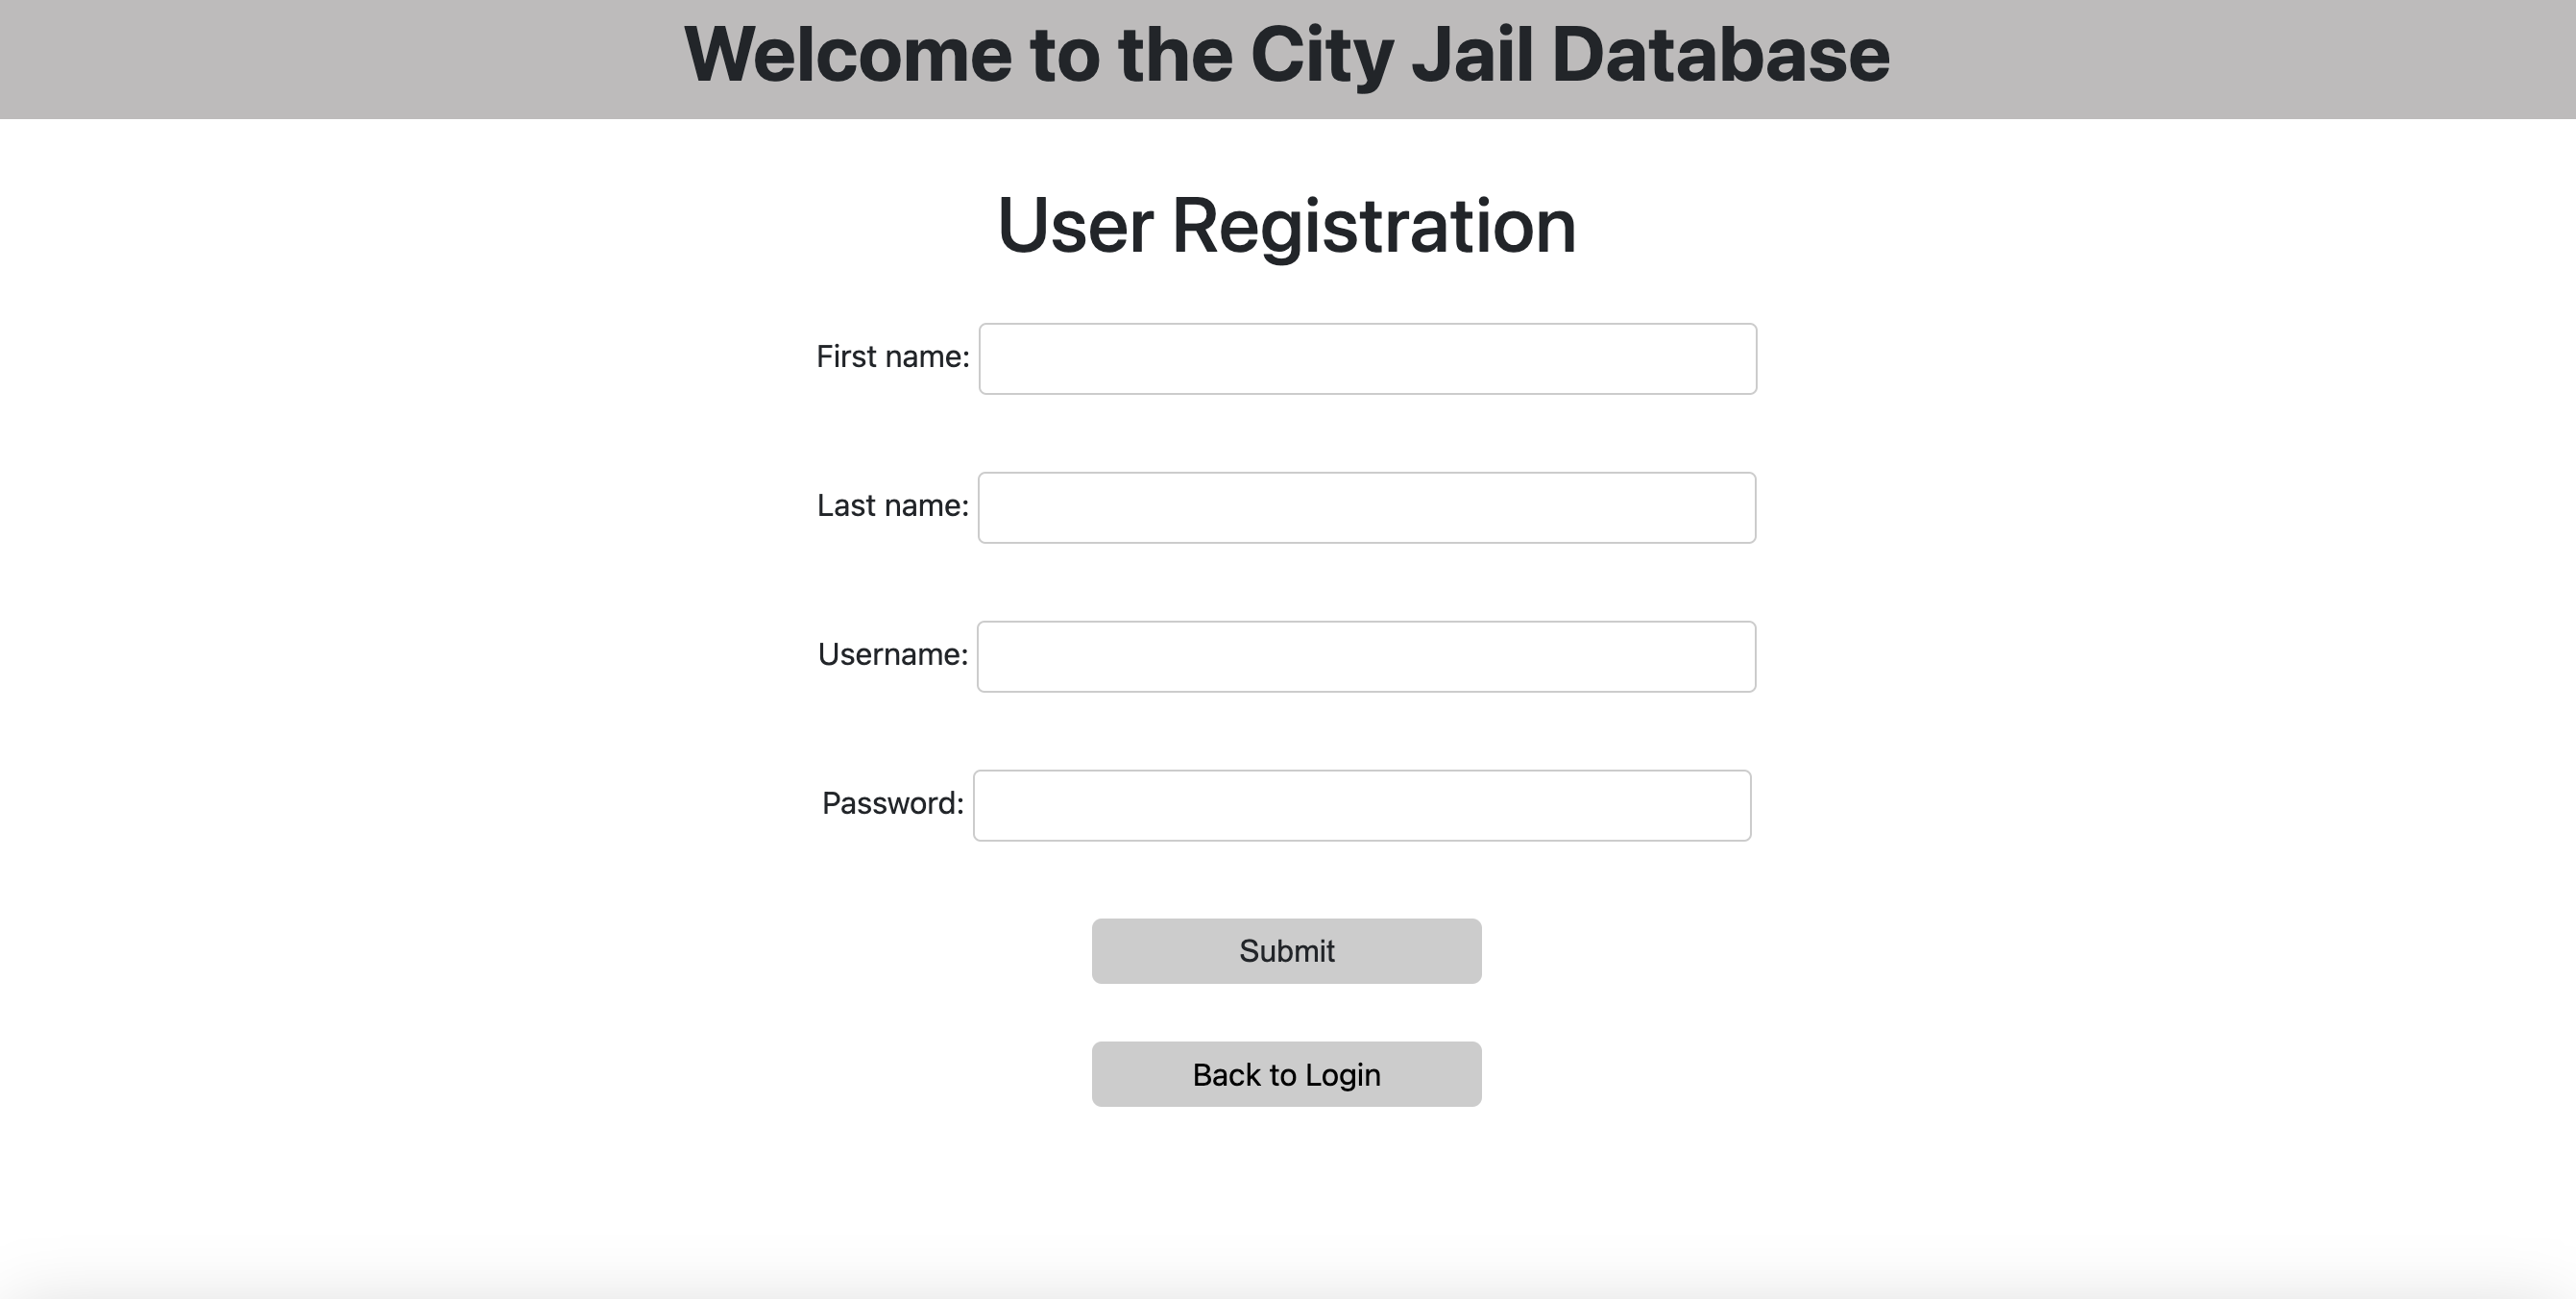 Welcome to the City Jail Database
User Registration
First name:
Last name:
Username:
Password:
Submit
Back to Login